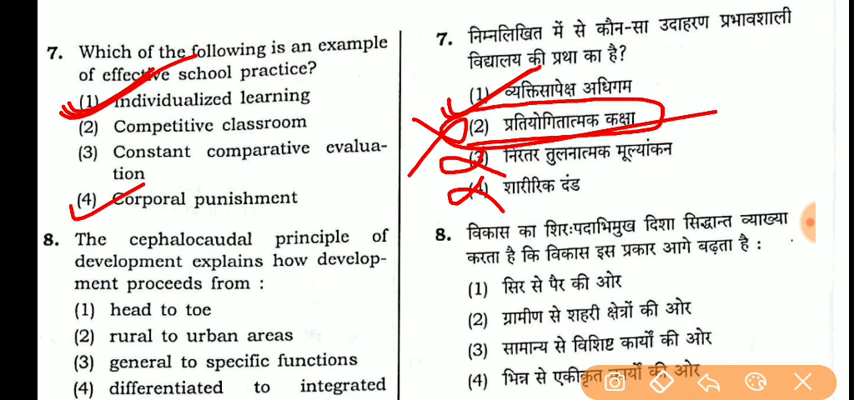 7. Which of the following is an example
of effective school practice?
(1) Individualized learning
(2) Competitive classroom
(3) Constant comparative evalua-
tion
(4) Corporal punishment
8. The cephalocaudal principle of
development explains how develop-
ment proceeds from :
(1) head to toe
(2) rural to urban areas
(3) general to specific functions
(4) differentiated to integrated
7. निम्नलिखित में से कौन-सा उदाहरण प्रभावशाली
विद्यालय की प्रथा का है?
(1) व्यक्तिसापेक्ष अधिगम
(2) प्रतियोगितात्मक कक्षा
(3) निरंतर तुलनात्मक मूल्यांकन
(4) शारीरिक दंड
8. विकास का शिरःपदाभिमुख दिशा सिद्धान्त व्याख्या
करता है कि विकास इस प्रकार आगे बढ़ता है :
(1) सिर से पैर की ओर
(2) ग्रामीण से शहरी क्षेत्रों की ओर
(3) सामान्य से विशिष्ट कार्यों की ओर
(4) भिन्न से एकीकृत कार्यों की ओर